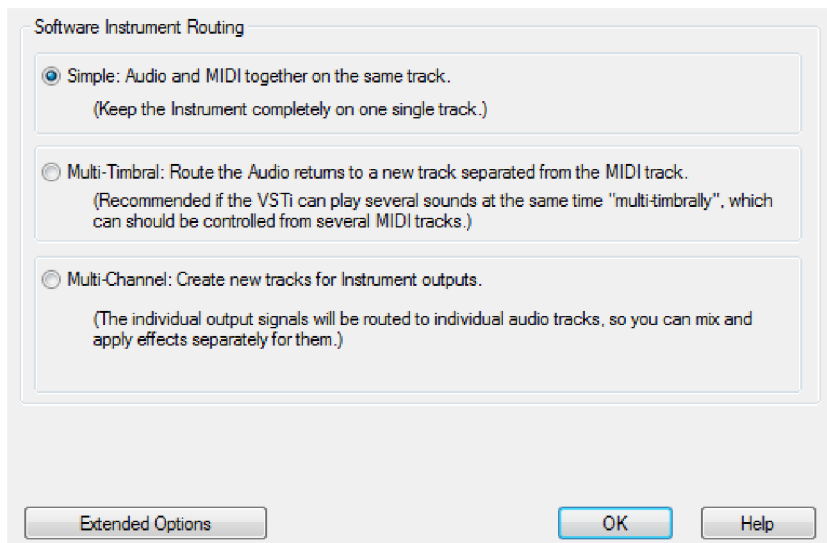 Software Instrument Routing
Simple: Audio and MIDI together on the same track.
(Keep the Instrument completely on one single track.)
Multi-Timbral: Route the Audio returns to a new track separated from the MIDI track.
(Recommended if the VSTi can play several sounds at the same time "multi-timbrally", which
can should be controlled from several MIDI tracks.)
Multi-Channel: Create new tracks for Instrument outputs.
(The individual output signals will be routed to individual audio tracks, so you can mix and
apply effects separately for them.)
Extended Options
OK
Help